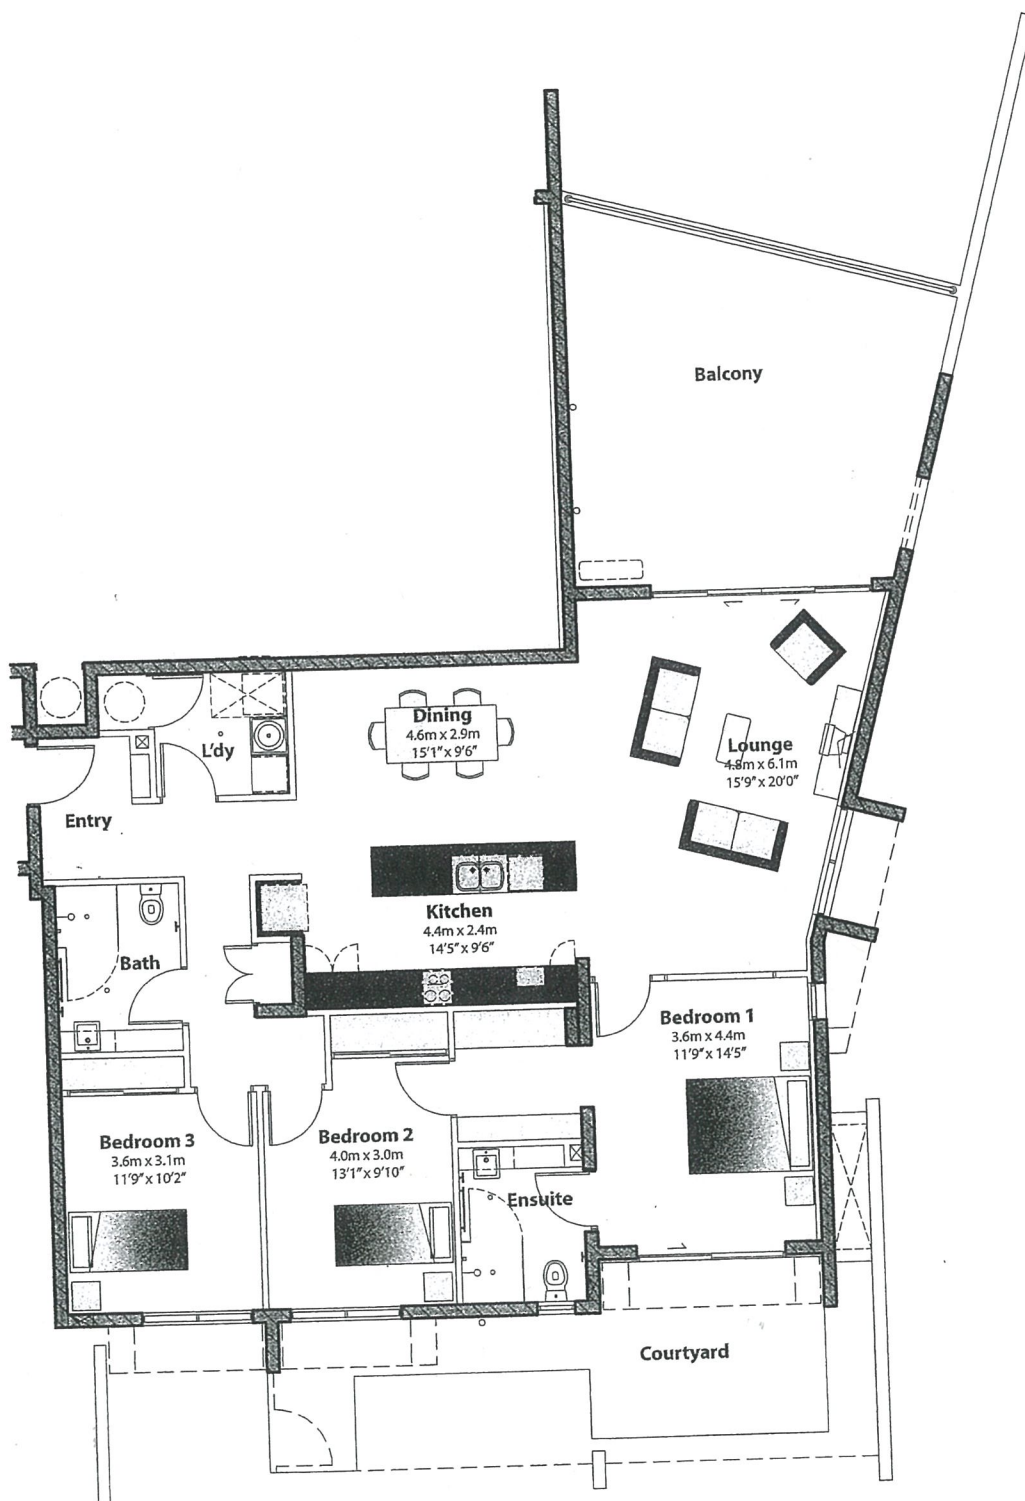 Balcony
Dining
4.6m x 2.9m
15'1" x 9'6"
L'dy
Lounge
4.8m x 6.1m
15'9" x 20'0"
Entry
Kitchen
4.4m x 2.4m
14'5" x 9'6"
Bath
Bedroom 1
3.6m x 4.4m
11'9" x 14'5"
Bedroom 3
3.6m x 3.1m
11'9" x 10'2"
Bedroom 2
4.0m x 3.0m
13'1" x 9'10"
Ensuite
Courtyard